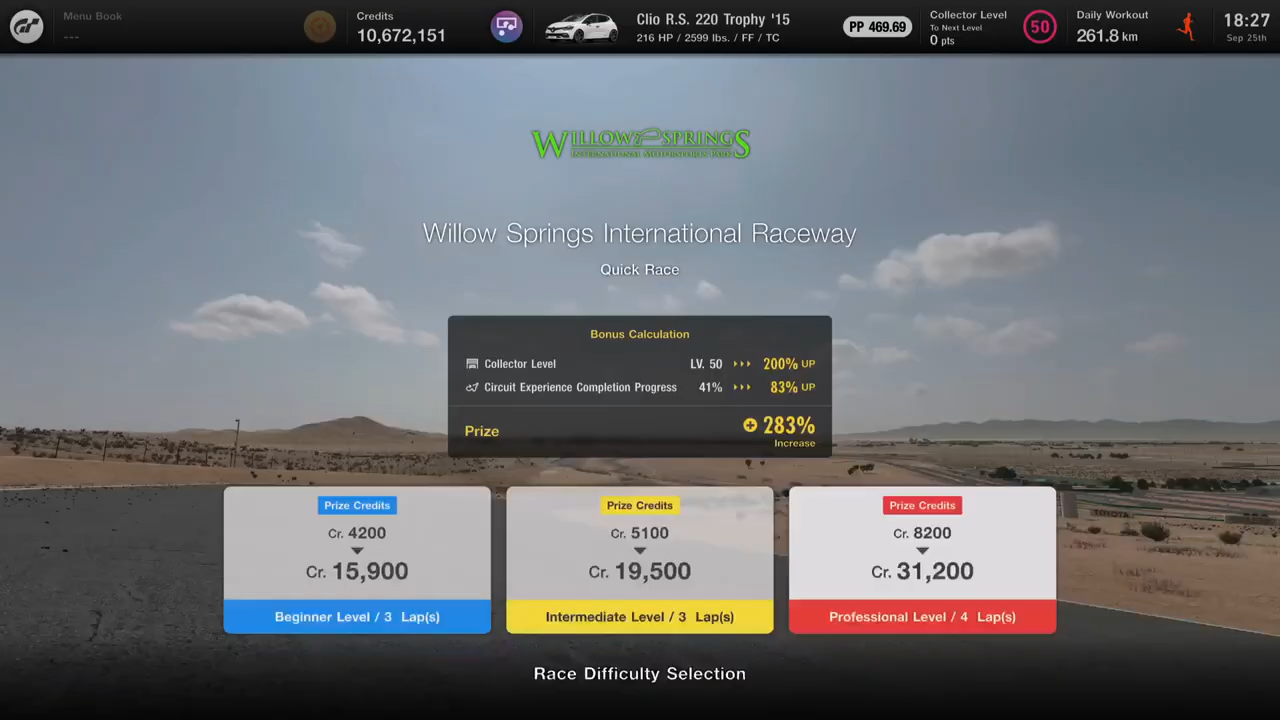 GT
Menu Book
---
Credits
10,672,151
Clio R.S. 220 Trophy '15
216 HP / 2599 lbs. / FF / TC
PP 469.69
Collector Level
To Next Level
0 pts
50
Daily Workout
261.8 km
18:27
Sep 25th
WILLOW SPRINGS
INTERNATIONAL MOTORSPORTS PARK
Willow Springs International Raceway
Quick Race
Bonus Calculation
Collector Level LV. 50 200% UP
Circuit Experience Completion Progress 41% 83% UP
Prize 283%
Increase
Prize Credits
Cr. 4200
Cr. 15,900
Beginner Level / 3 Lap(s)
Prize Credits
Cr. 5100
Cr. 19,500
Intermediate Level / 3 Lap(s)
Prize Credits
Cr. 8200
Cr. 31,200
Professional Level / 4 Lap(s)
TOYOTA
Race Difficulty Selection